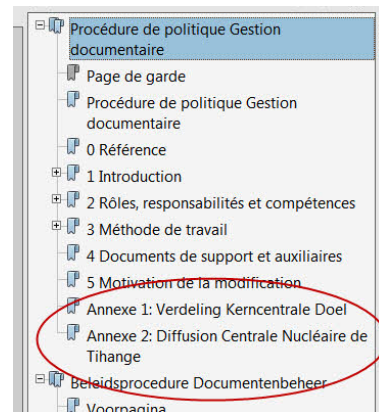 Procédure de politique Gestion
documentaire
Page de garde
Procédure de politique Gestion
documentaire
0 Référence
1 Introduction
2 Rôles, responsabilités et compétences
3 Méthode de travail
4 Documents de support et auxiliaires
5 Motivation de la modification
Annexe 1: Verdeling Kerncentrale Doel
Annexe 2: Diffusion Centrale Nucléaire de
Tihange
Beleidsprocedure Documentenbeheer
Voorpagina